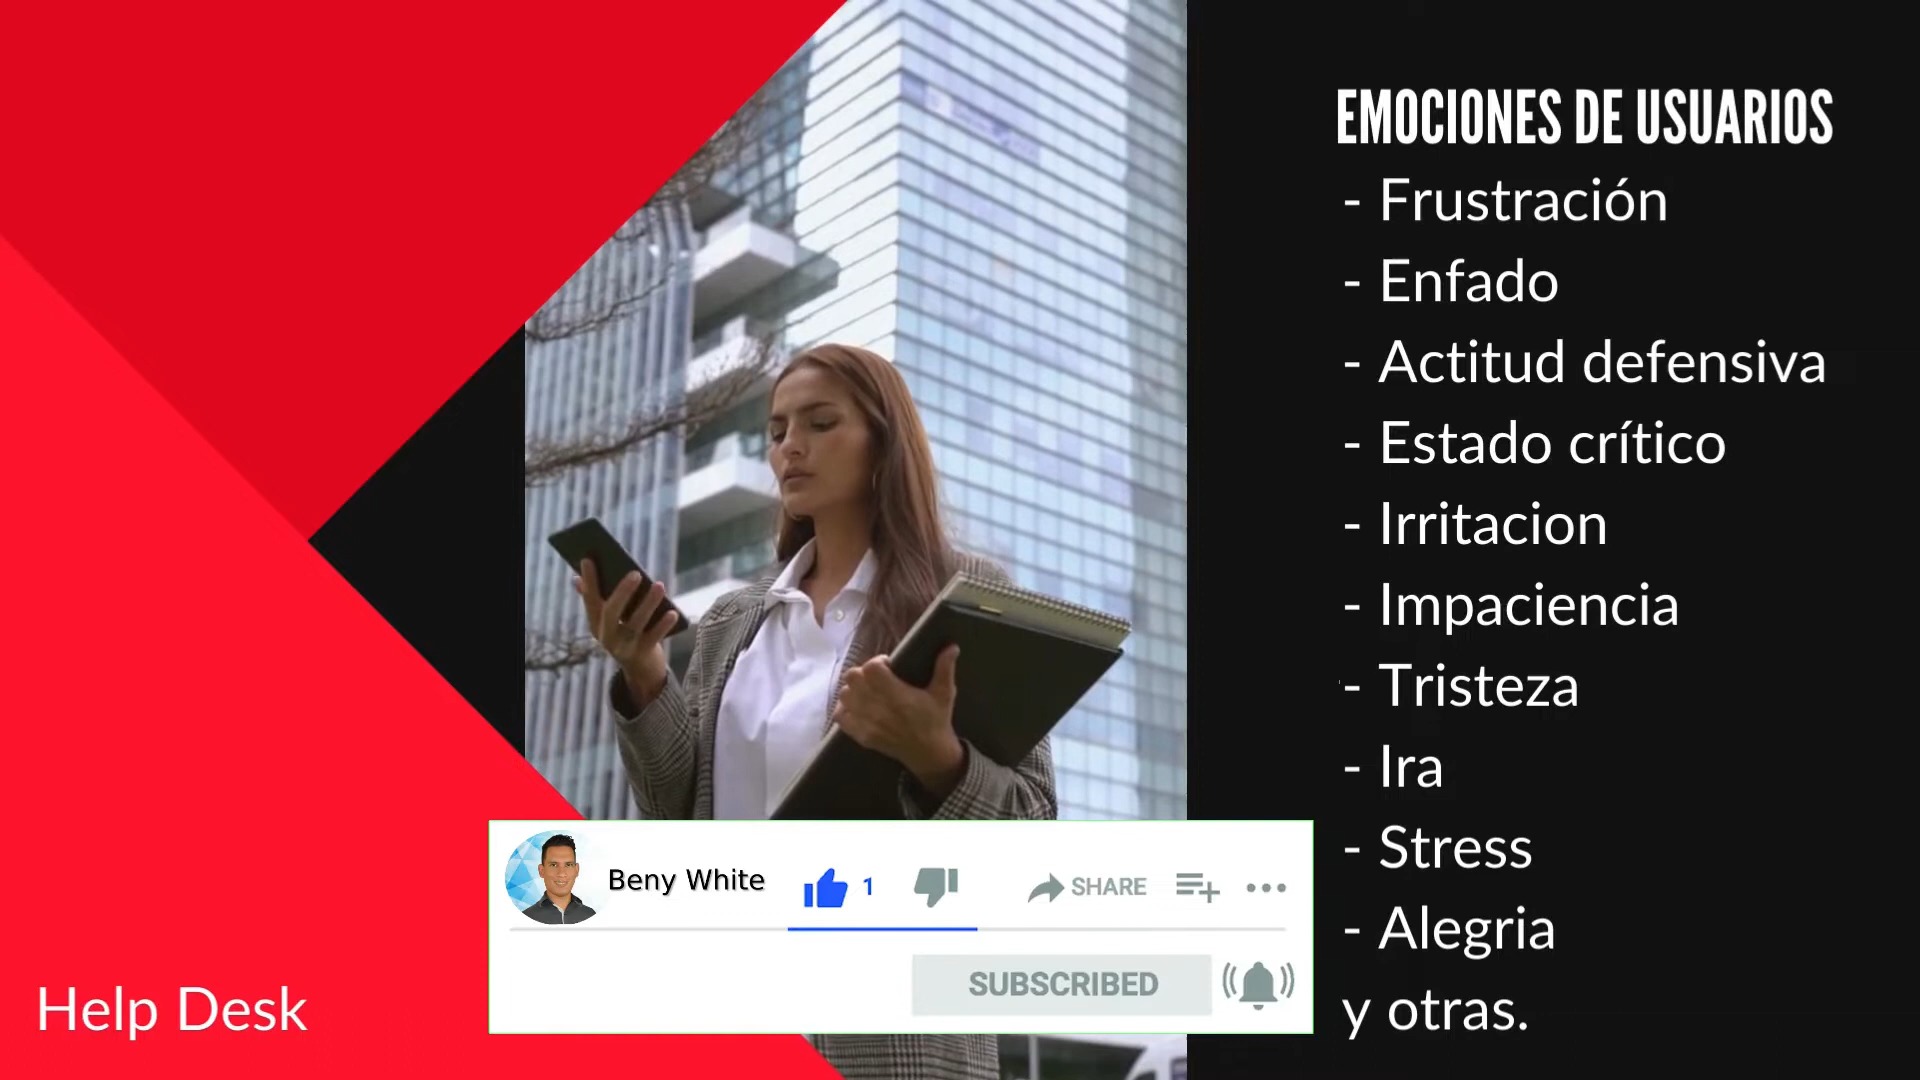 EMOCIONES DE USUARIOS
- Frustración
- Enfado
- Actitud defensiva
- Estado crítico
- Irritacion
- Impaciencia
- Tristeza
- Ira
- Stress
- Alegria
y otras.
Beny White
1
SHARE
SUBSCRIBED
Help Desk